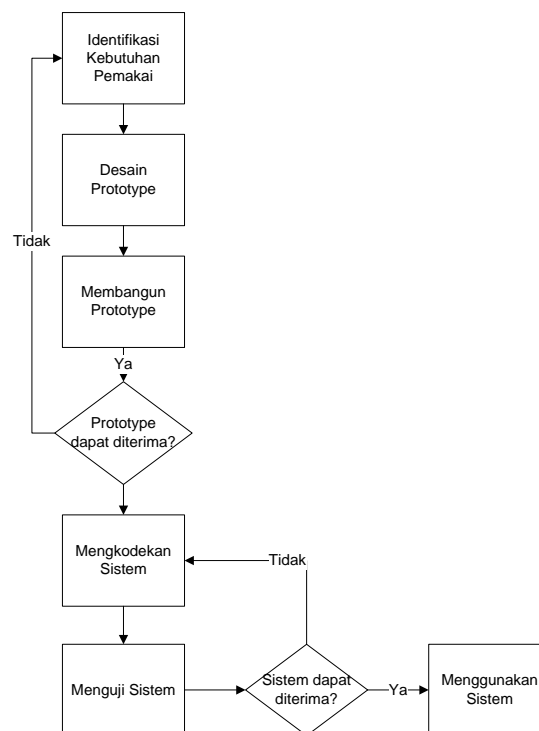 Identifikasi
Kebutuhan
Pemakai
Desain
Prototype
Tidak
Membangun
Prototype
Ya
Prototype
dapat diterima?
Mengkodekan
Sistem
Tidak
Menguji Sistem
Sistem dapat
diterima?
Ya
Menggunakan
Sistem